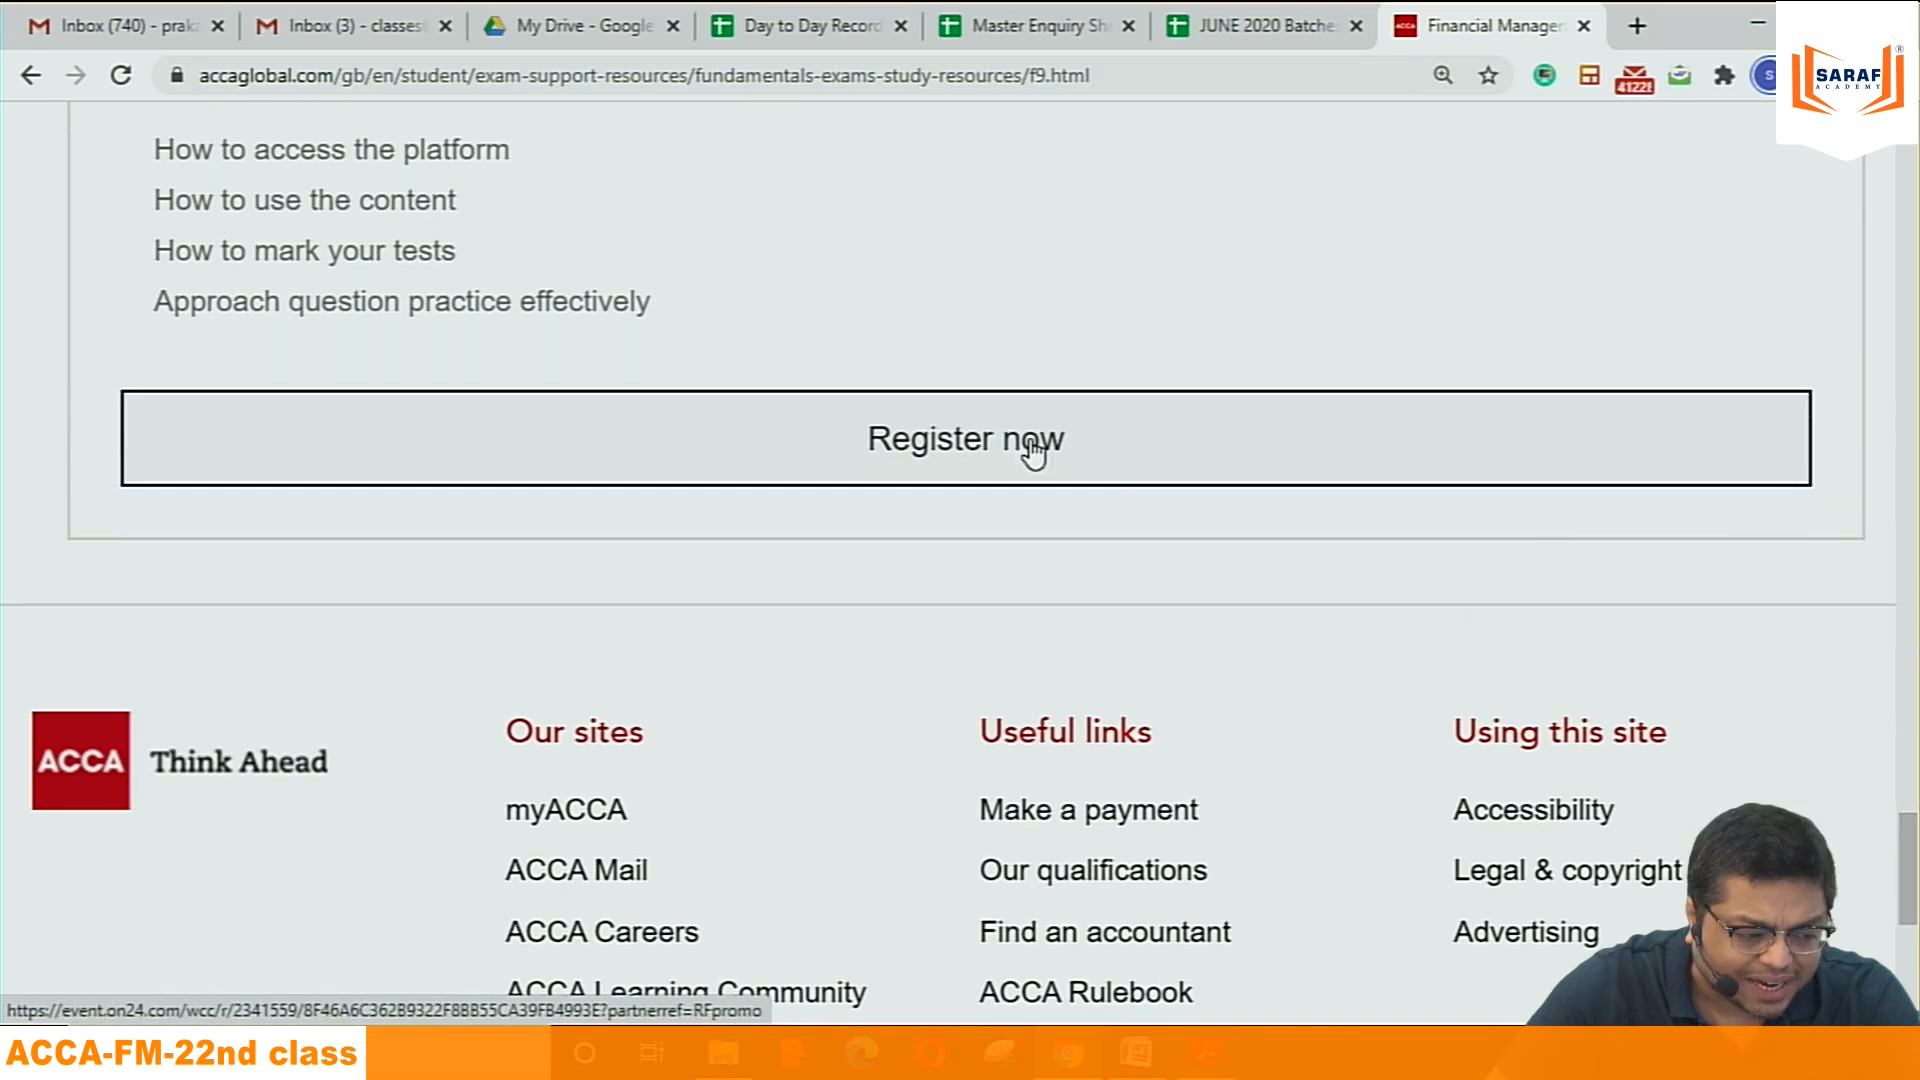 Inbox (740) - praka
Inbox (3) - classes
My Drive - Google
Day to Day Record
Master Enquiry Sh
JUNE 2020 Batche
Financial Manager
SARAF
ACADEMY
accaglobal.com/gb/en/student/exam-support-resources/fundamentals-exams-study-resources/f9.html
41228
S
How to access the platform
How to use the content
How to mark your tests
Approach question practice effectively
Register now
ACCA
Think Ahead
Our sites
myACCA
ACCA Mail
ACCA Careers
ACCA Learning Community
Useful links
Make a payment
Our qualifications
Find an accountant
ACCA Rulebook
Using this site
Accessibility
Legal & copyright
Advertising
https://event.on24.com/wcc/r/2341559/8F46A6C362B9322F8BB55CA39FB4993E?partnerref=RFpromo
ACCA-FM-22nd class